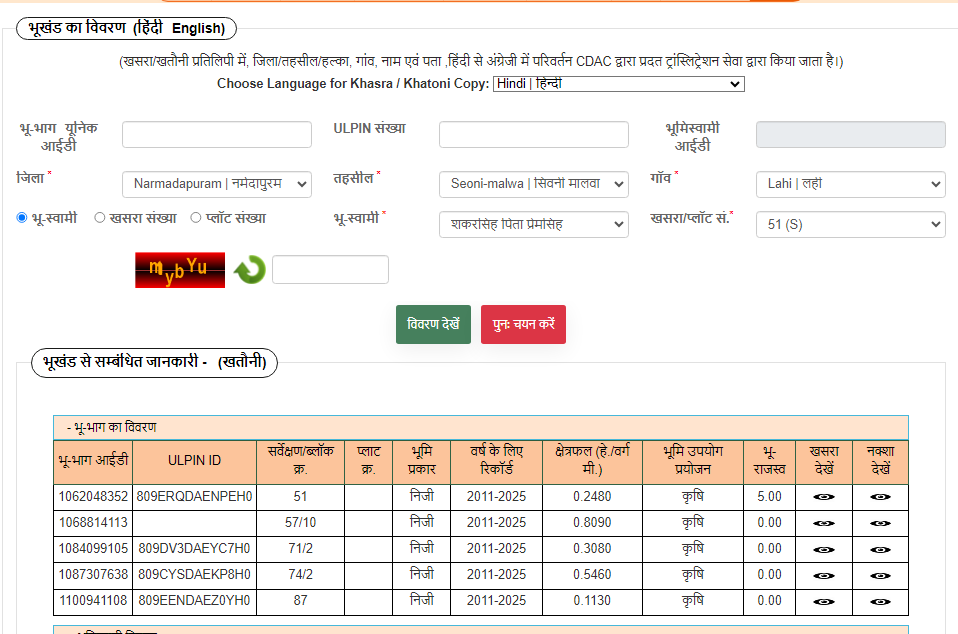 भूखंड का विवरण (हिंदी English)
(खसरा/खतौनी प्रतिलिपी में, जिला/तहसील/हल्का, गांव, नाम एवं पता ,हिंदी से अंग्रेजी में परिवर्तन CDAC द्वारा प्रदत ट्रांस्लिट्रेशन सेवा द्वारा किया जाता है।)
Choose Language for Khasra / Khatoni Copy: Hindi | हिन्दी
भू-भाग यूनिक आईडी ULPIN संख्या भूमिस्वामी आईडी
जिला * Narmadapuram | नर्मदापुरम तहसील * Seoni-malwa | सिवनी मालवा गाँव * Lahi | लही
भू-स्वामी खसरा संख्या प्लॉट संख्या भू-स्वामी * शंकरसिंह पिता प्रेमसिंह खसरा/प्लॉट सं.* 51 (S)
mybYu
विवरण देखें पुनः चयन करें
भूखंड से सम्बंधित जानकारी - (खतौनी)
- भू-भाग का विवरण
भू-भाग आईडी ULPIN ID सर्वेक्षण/ब्लॉक क्र. प्लाट क्र. भूमि प्रकार वर्ष के लिए रिकॉर्ड क्षेत्रफल (हे./वर्ग मी.) भूमि उपयोग प्रयोजन भू-राजस्व खसरा देखें नक्शा देखें
1062048352 809ERQDAENPEH0 51 निजी 2011-2025 0.2480 कृषि 5.00
1068814113 57/10 निजी 2011-2025 0.8090 कृषि 0.00
1084099105 809DV3DAEYC7H0 71/2 निजी 2011-2025 0.3080 कृषि 0.00
1087307638 809CYSDAEKP8H0 74/2 निजी 2011-2025 0.5460 कृषि 0.00
1100941108 809EENDAEZ0YH0 87 निजी 2011-2025 0.1130 कृषि 0.00